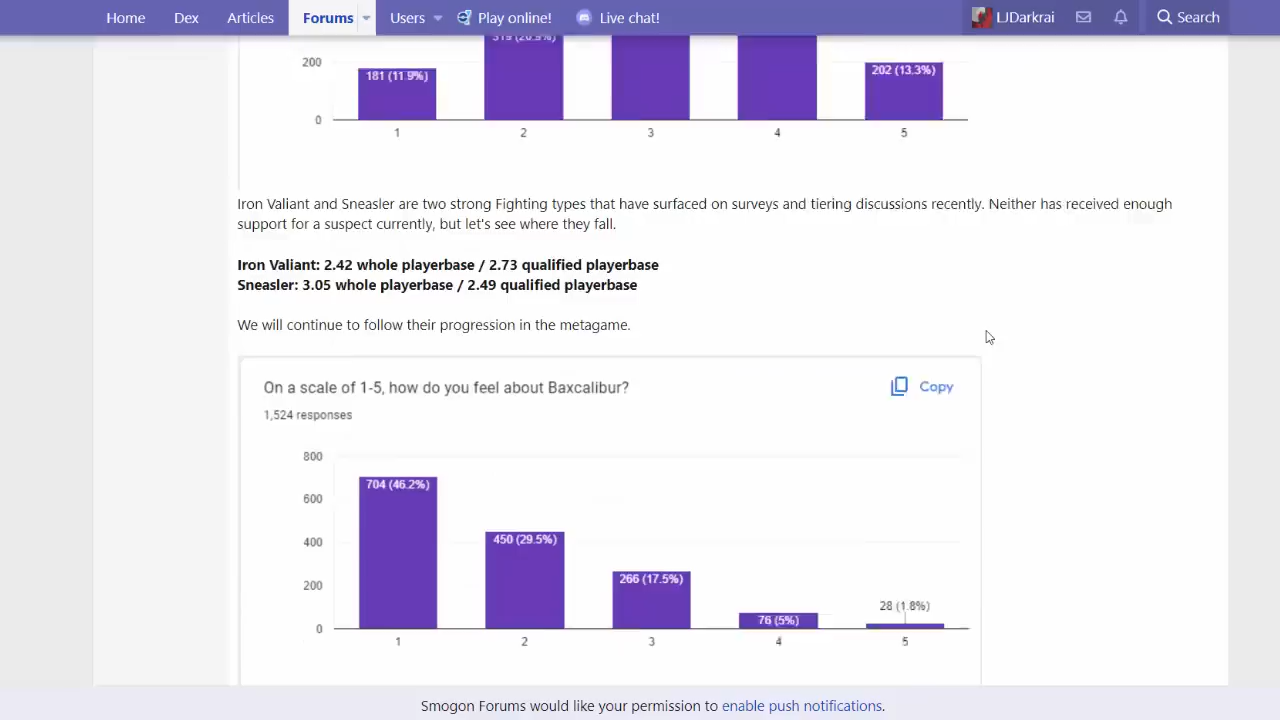 Home Dex Articles Forums Users Play online! Live chat! LJDarkrai Search
319 (20.9%)
200
181 (11.9%)
202 (13.3%)
0
1 2 3 4 5
Iron Valiant and Sneasler are two strong Fighting types that have surfaced on surveys and tiering discussions recently. Neither has received enough
support for a suspect currently, but let's see where they fall.
Iron Valiant: 2.42 whole playerbase / 2.73 qualified playerbase
Sneasler: 3.05 whole playerbase / 2.49 qualified playerbase
We will continue to follow their progression in the metagame.
On a scale of 1-5, how do you feel about Baxcalibur?
Copy
1,524 responses
800
704 (46.2%)
600
450 (29.5%)
400
266 (17.5%)
200
28 (1.8%)
76 (5%)
0
1 2 3 4 5
Smogon Forums would like your permission to enable push notifications.